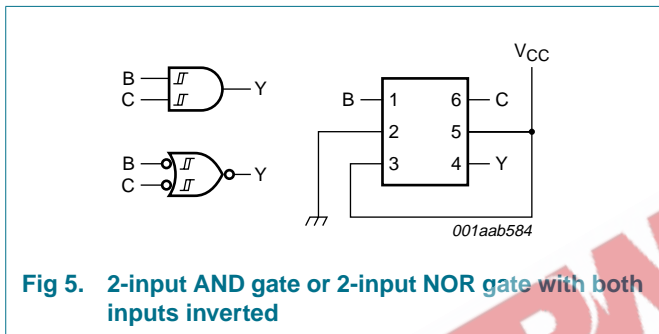 VCC
B
C
Y
B
C
Y
B 1 6 C
2 5
3 4 Y
001aab584
Fig 5. 2-input AND gate or 2-input NOR gate with both
inputs inverted